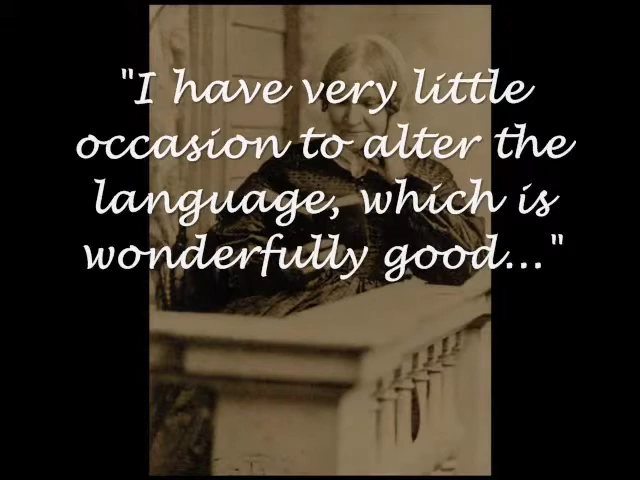 "I have very little
occasion to alter the
language, which is
wonderfully good..."